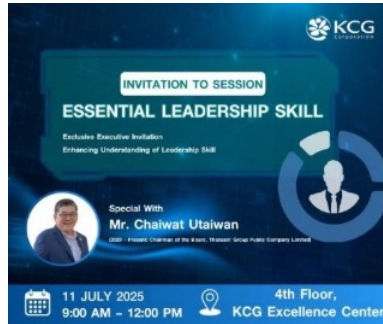 KCG
Corporation
INVITATION TO SESSION
ESSENTIAL LEADERSHIP SKILL
Exclusive Executive Invitation
Enhancing Understanding of Leadership Skill
Special With
Mr. Chaiwat Utaiwan
- Present: Chairman of the Board, Thonburi Group Public Company Limited)
11 JULY 2025
9:00 AM – 12:00 PM
4th Floor,
KCG Excellence Center